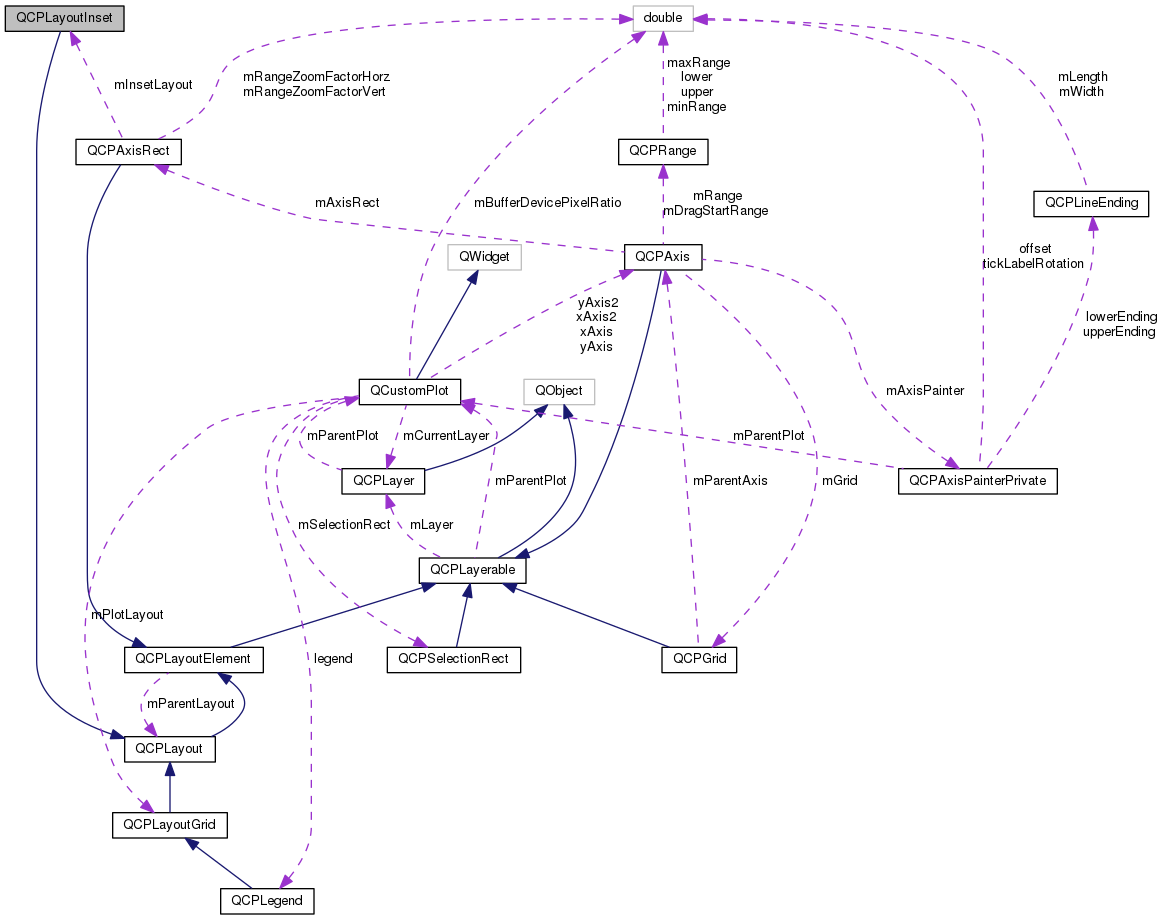 QCPLayoutInset
double
maxRange
lower
upper
minRange
mRangeZoomFactorHorz
mRangeZoomFactorVert
mInsetLayout
mLength
mWidth
QCPAxisRect
QCPRange
mAxisRect
mBufferDevicePixelRatio
mRange
mDragStartRange
QCPLineEnding
QWidget
QCPAxis
offset
tickLabelRotation
yAxis2
xAxis2
xAxis
yAxis
lowerEnding
upperEnding
QCustomPlot
QObject
mAxisPainter
mParentPlot
mCurrentLayer
mParentPlot
QCPLayer
mParentPlot
mParentAxis
mGrid
QCPAxisPainterPrivate
mSelectionRect
mLayer
QCPLayerable
mPlotLayout
QCPLayoutElement
legend
QCPSelectionRect
QCPGrid
mParentLayout
QCPLayout
QCPLayoutGrid
QCPLegend